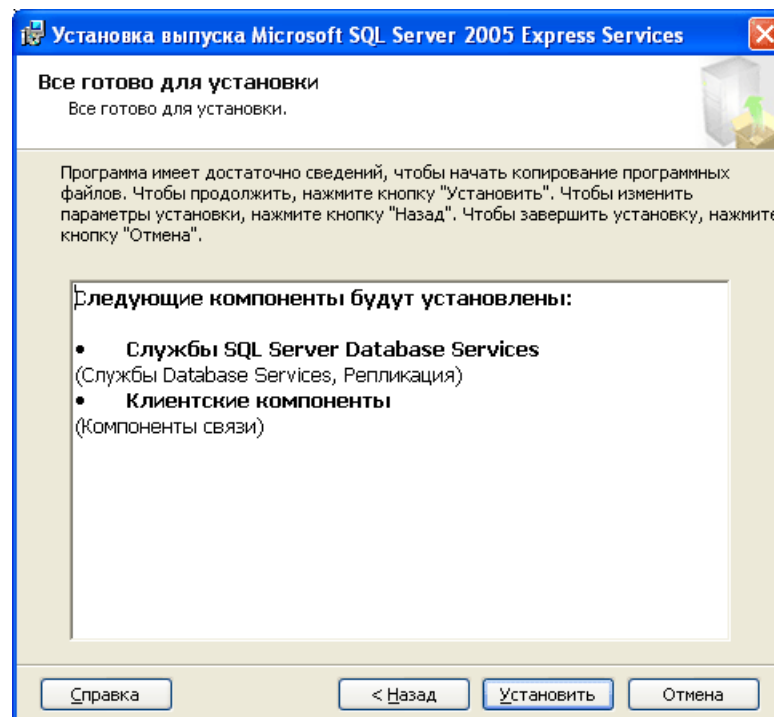 Установка выпуска Microsoft SQL Server 2005 Express Services
Все готово для установки
Все готово для установки.
Программа имеет достаточно сведений, чтобы начать копирование программных
файлов. Чтобы продолжить, нажмите кнопку "Установить". Чтобы изменить
параметры установки, нажмите кнопку "Назад". Чтобы завершить установку, нажмите
кнопку "Отмена".
Следующие компоненты будут установлены:
• Службы SQL Server Database Services
(Службы Database Services, Репликация)
• Клиентские компоненты
(Компоненты связи)
Справка
< Назад
Установить
Отмена